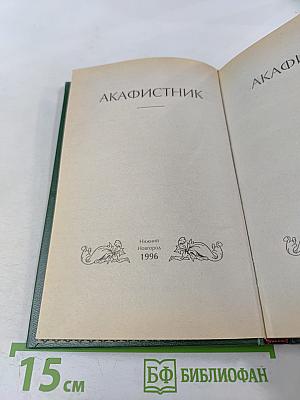 АКАФИСТНИК
Нижний
Новгород
1996
АКАФИ
15 см
БФ БИБЛИОФАН